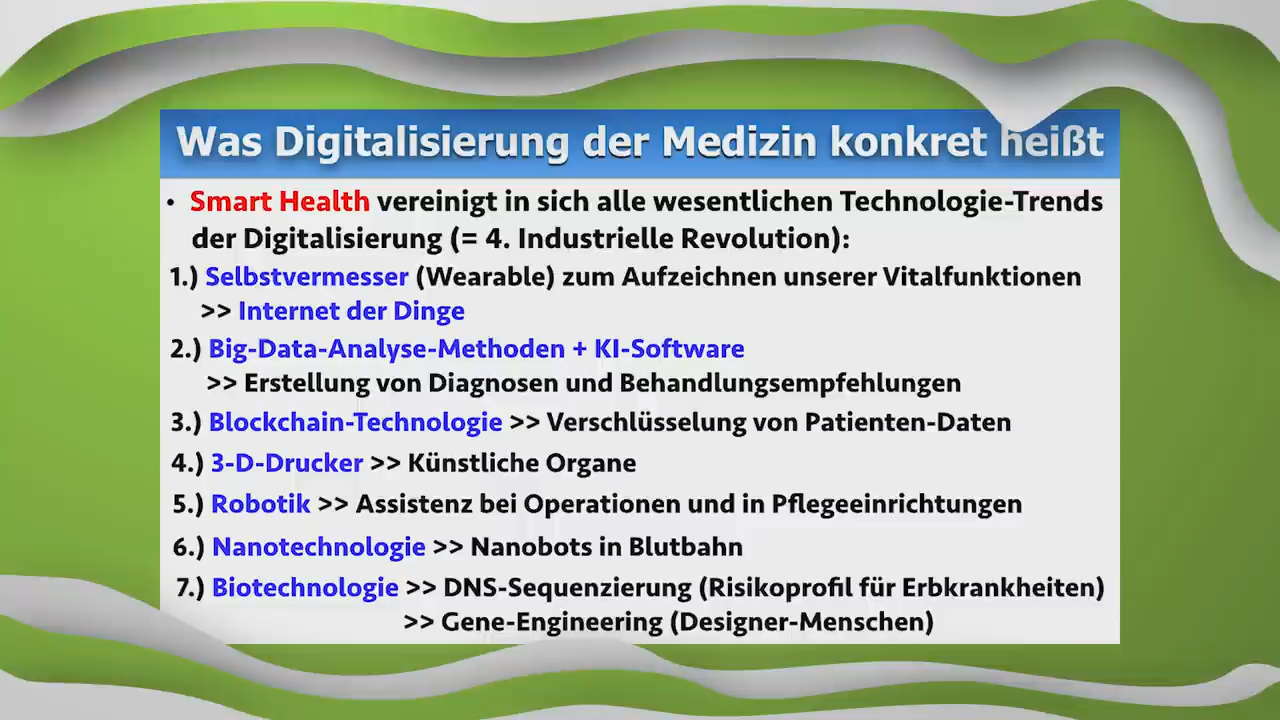 Was Digitalisierung der Medizin konkret heißt
• Smart Health vereinigt in sich alle wesentlichen Technologie-Trends
der Digitalisierung (= 4. Industrielle Revolution):
1.) Selbstvermesser (Wearable) zum Aufzeichnen unserer Vitalfunktionen
>> Internet der Dinge
2.) Big-Data-Analyse-Methoden + KI-Software
>> Erstellung von Diagnosen und Behandlungsempfehlungen
3.) Blockchain-Technologie >> Verschlüsselung von Patienten-Daten
4.) 3-D-Drucker >> Künstliche Organe
5.) Robotik >> Assistenz bei Operationen und in Pflegeeinrichtungen
6.) Nanotechnologie >> Nanobots in Blutbahn
7.) Biotechnologie >> DNS-Sequenzierung (Risikoprofil für Erbkrankheiten)
>> Gene-Engineering (Designer-Menschen)